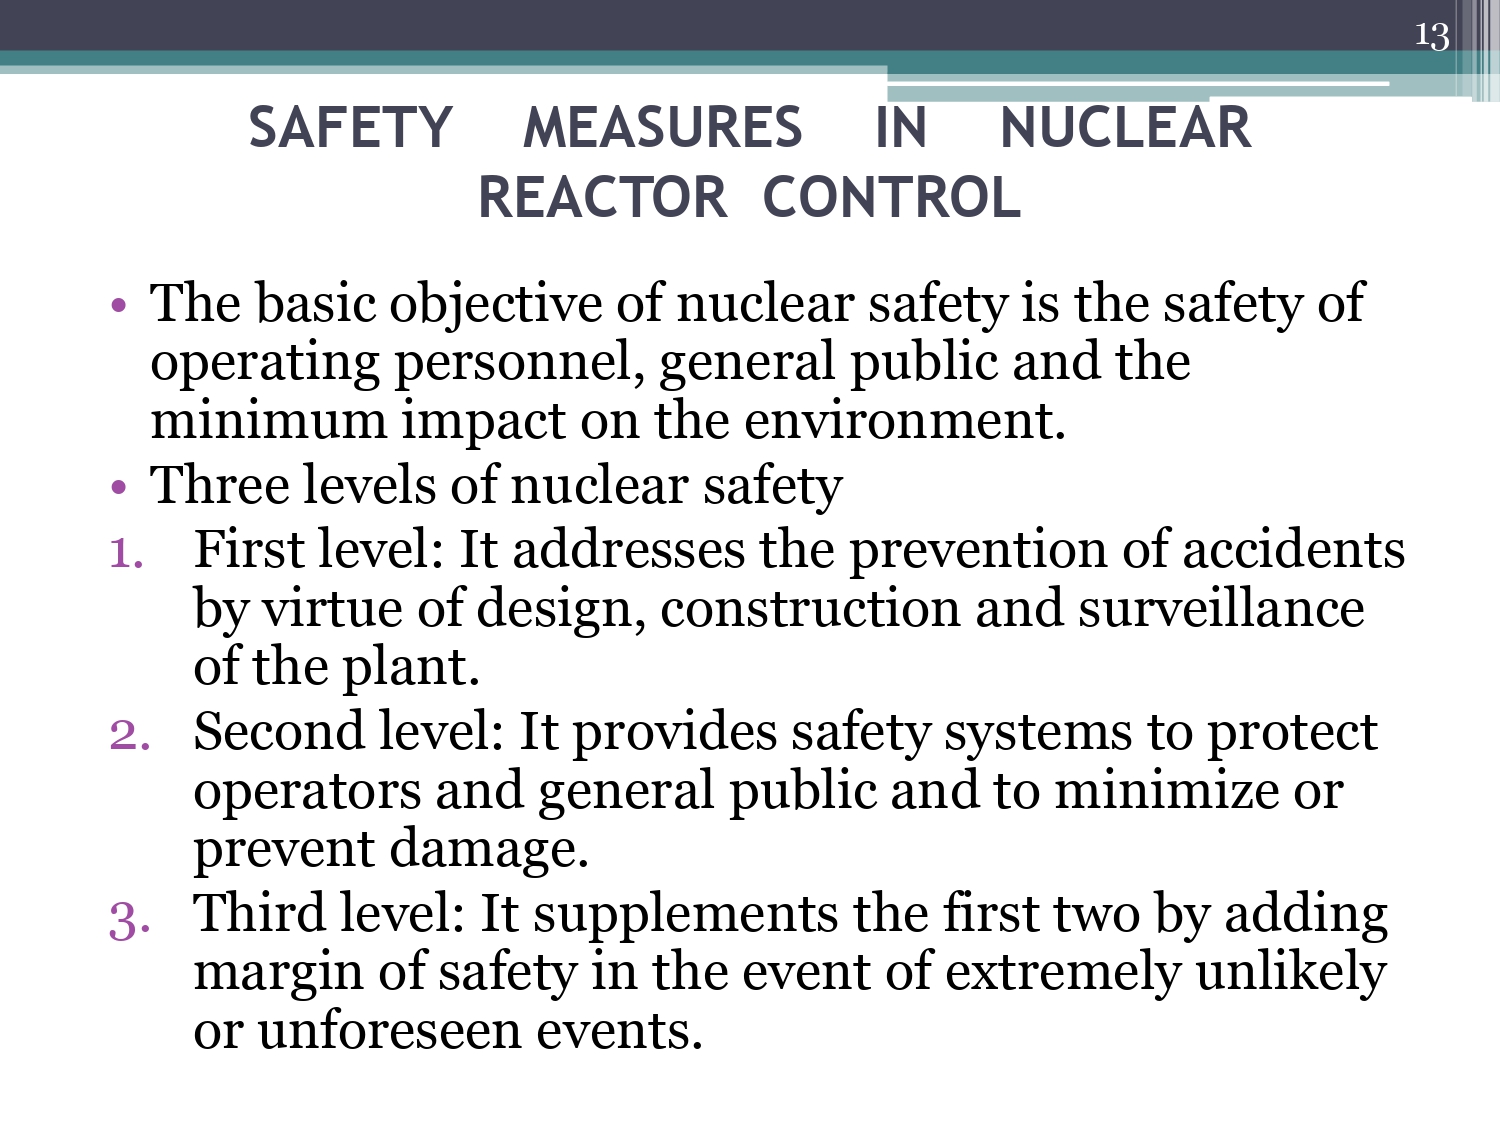 13
SAFETY MEASURES IN NUCLEAR
REACTOR CONTROL
• The basic objective of nuclear safety is the safety of
operating personnel, general public and the
minimum impact on the environment.
• Three levels of nuclear safety
1. First level: It addresses the prevention of accidents
by virtue of design, construction and surveillance
of the plant.
2. Second level: It provides safety systems to protect
operators and general public and to minimize or
prevent damage.
3. Third level: It supplements the first two by adding
margin of safety in the event of extremely unlikely
or unforeseen events.